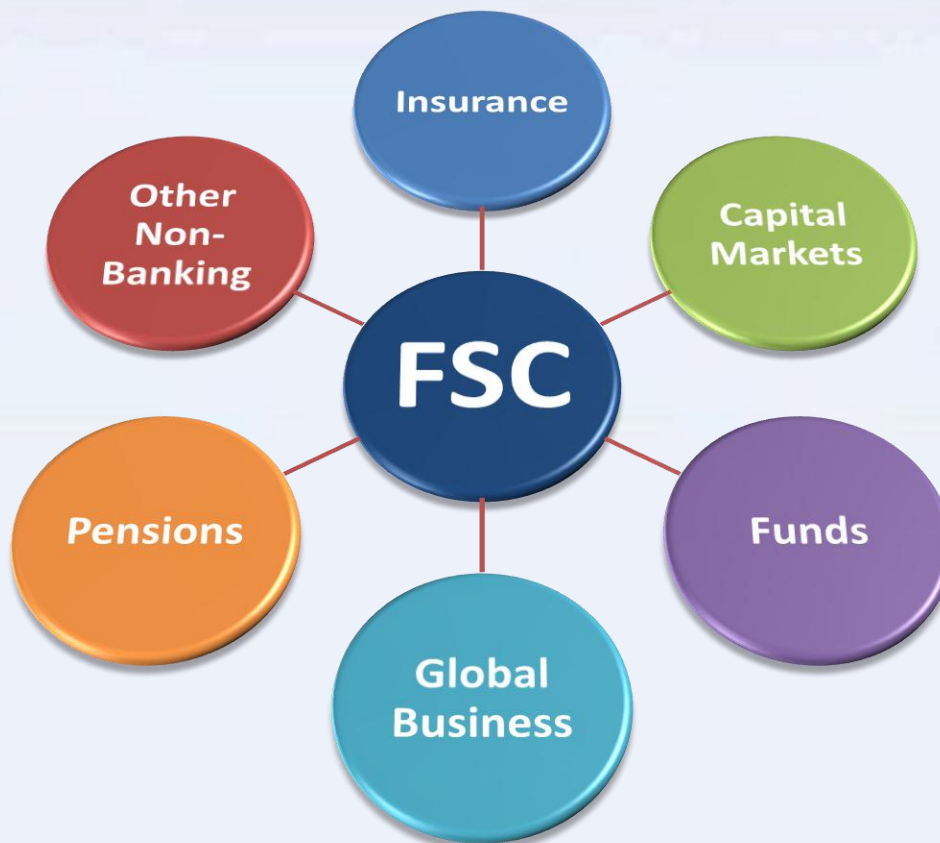 Insurance
Other
Non-
Banking
Capital
Markets
FSC
Pensions
Funds
Global
Business